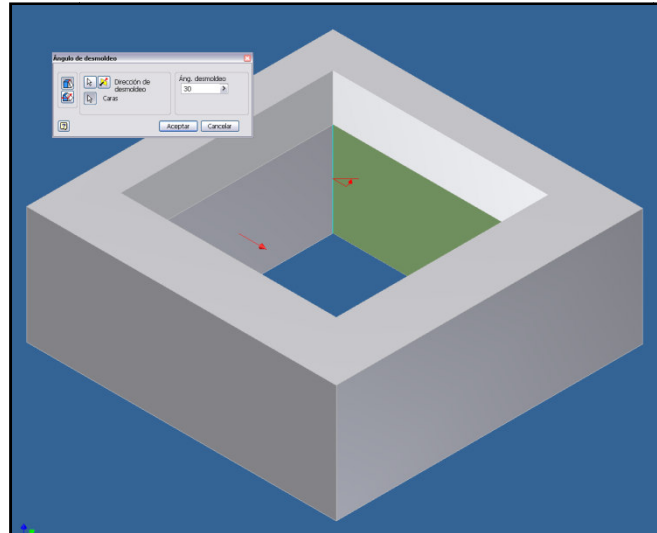 Ángulo de desmoldeo
Dirección de
desmoldeo
Caras
Áng. desmoldeo
30
Aceptar
Cancelar